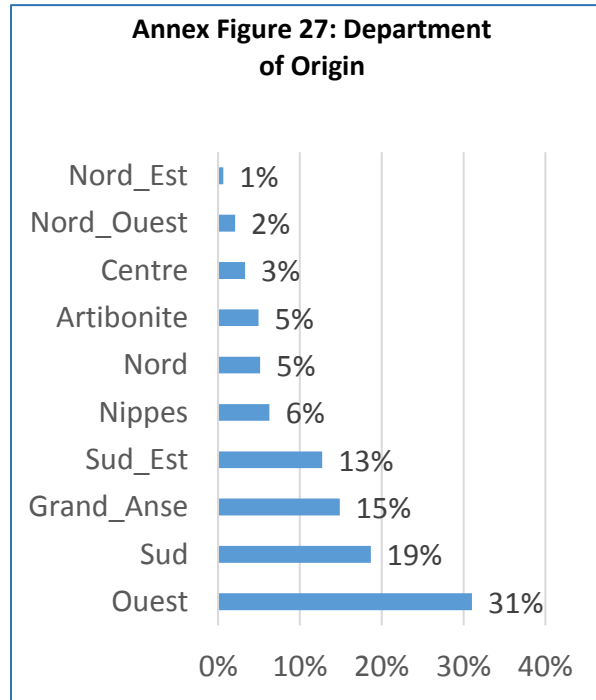 Annex Figure 27: Department
of Origin
Nord_Est 1%
Nord_Ouest 2%
Centre 3%
Artibonite 5%
Nord 5%
Nippes 6%
Sud_Est 13%
Grand_Anse 15%
Sud 19%
Ouest 31%
0% 10% 20% 30% 40%